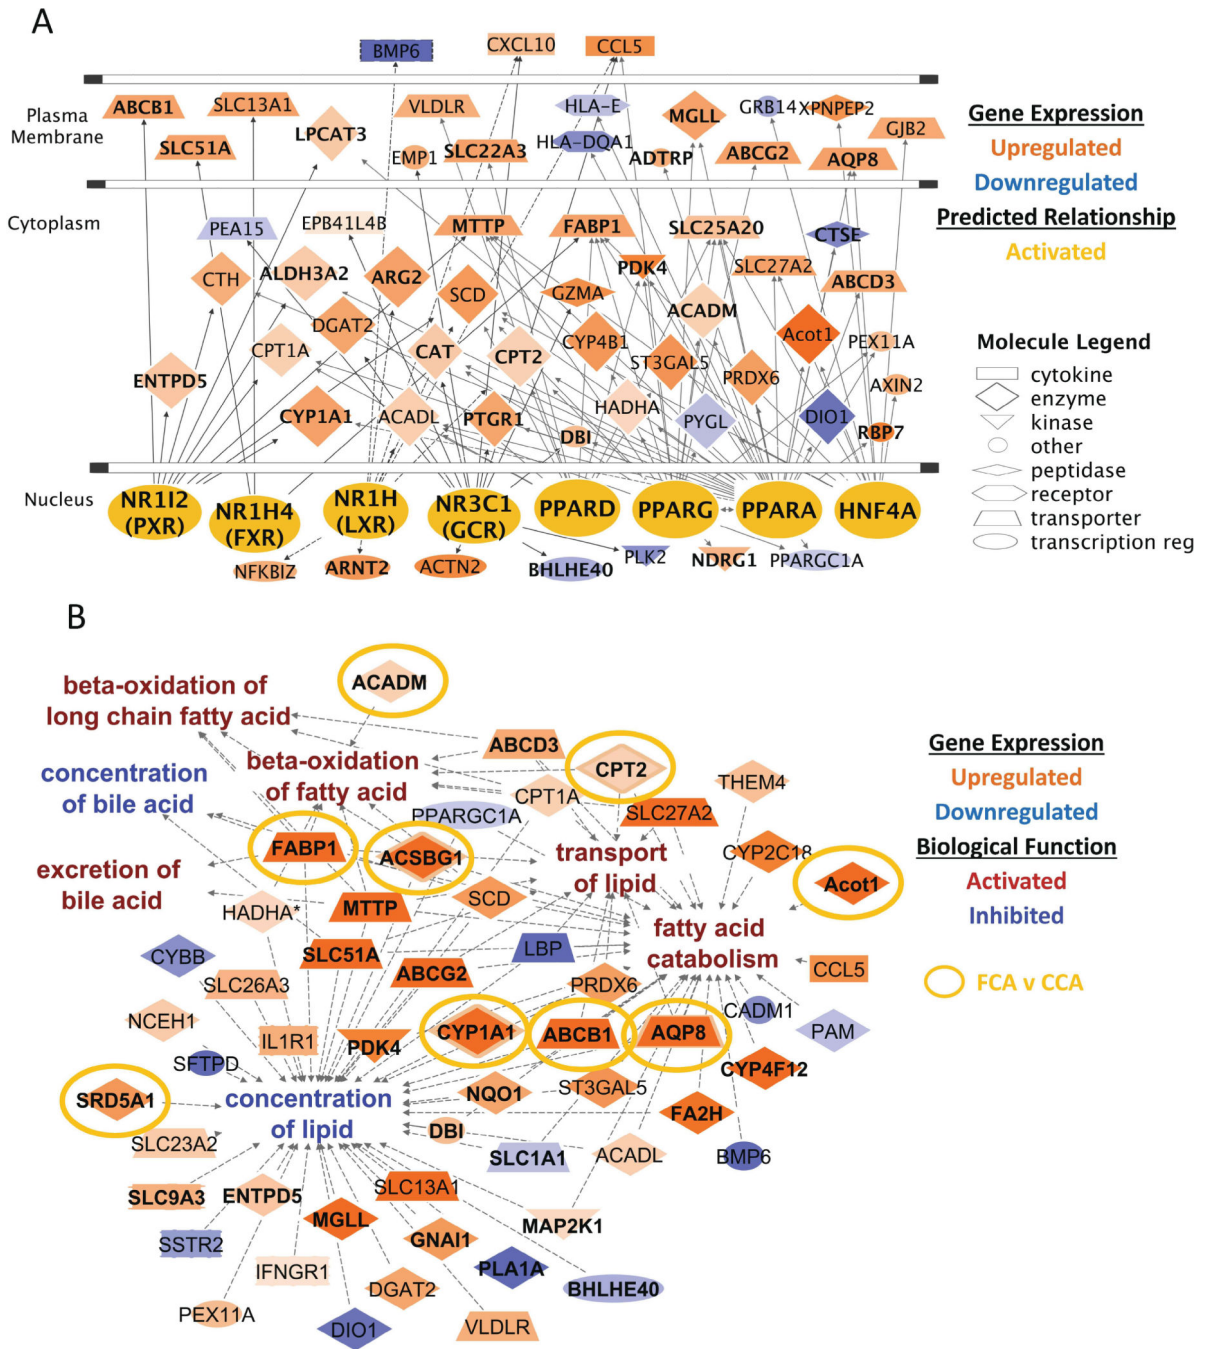 A
BMP6
CXCL10
CCL5
Plasma
Membrane
ABCB1
SLC13A1
LPCAT3
VLDLR
HLA-E
MGLL
GRB14
XPNPEP2
GJB2
SLC51A
EMP1
SLC22A3
HLA-DQA1
ADTRP
ABCG2
AQP8
Gene Expression
Upregulated
Downregulated
Predicted Relationship
Activated
Cytoplasm
PEA15
EPB41L4B
MTTP
FABP1
SLC25A20
CTSE
CTH
ALDH3A2
ARG2
SCD
GZMA
PDK4
SLC27A2
ABCD3
ACADM
DGAT2
CPT1A
CAT
CPT2
CYP4B1
ST3GAL5
Acot1
PEX11A
PRDX6
AXIN2
ENTPD5
CYP1A1
ACADL
PTGR1
DBI
HADHA
PYGL
DIO1
RBP7
Molecule Legend
cytokine
enzyme
kinase
other
peptidase
receptor
transporter
transcription reg
Nucleus
NR1I2
(PXR)
NR1H4
(FXR)
NR1H
(LXR)
NR3C1
(GCR)
PPARD
PPARG
PPARA
HNF4A
NFKBIZ
ARNT2
ACTN2
BHLHE40
PLK2
NDRG1
PPARGC1A
B
ACADM
beta-oxidation of
long chain fatty acid
ABCD3
concentration
of bile acid
beta-oxidation
of fatty acid
CPT2
CPT1A
THEM4
PPARGC1A
SLC27A2
FABP1
ACSBG1
transport
of lipid
CYP2C18
Acot1
excretion of
bile acid
HADHA*
MTTP
SCD
fatty acid
catabolism
CYBB
SLC51A
ABCG2
LBP
CCL5
SLC26A3
PRDX6
NCEH1
IL1R1
PDK4
CYP1A1
ABCB1
AQP8
CADM1
PAM
SFTPD
CYP4F12
SRD5A1
concentration
of lipid
NQO1
ST3GAL5
FA2H
SLC23A2
DBI
SLC1A1
ACADL
BMP6
SLC9A3
ENTPD5
SLC13A1
MGLL
MAP2K1
SSTR2
GNAI1
IFNGR1
PLA1A
DGAT2
BHLHE40
PEX11A
DIO1
VLDLR
Gene Expression
Upregulated
Downregulated
Biological Function
Activated
Inhibited
FCA v CCA